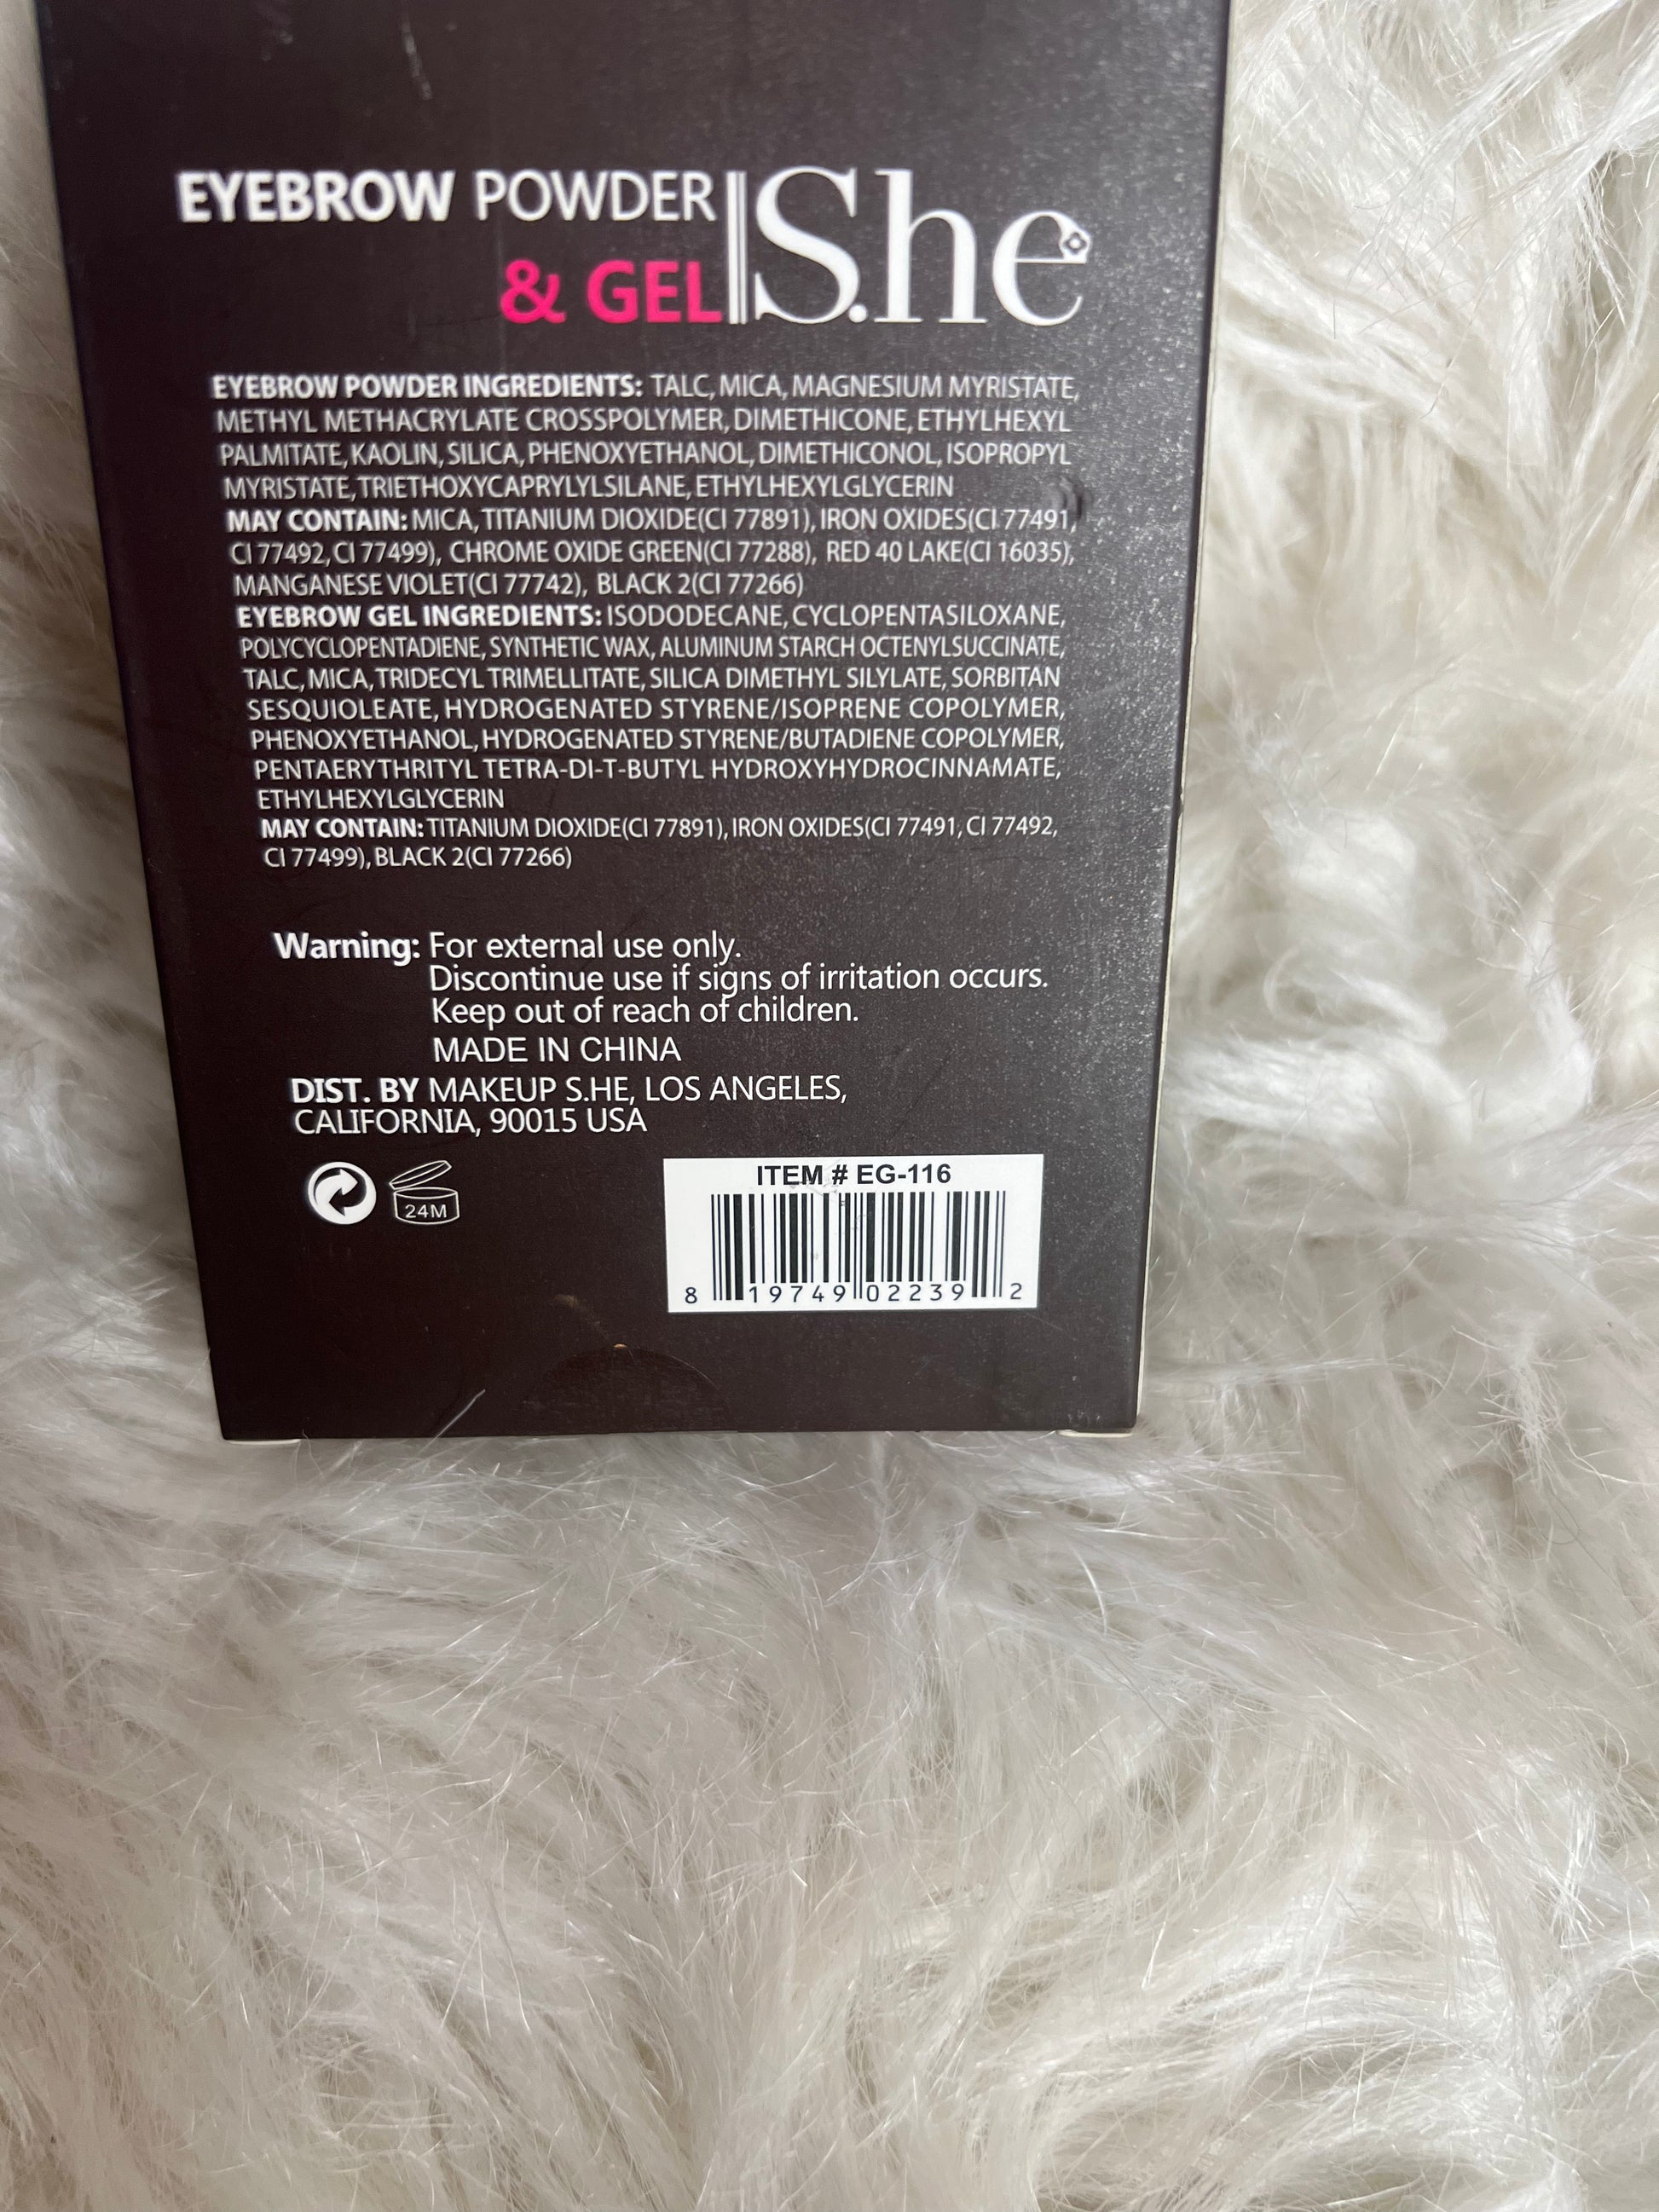 EYEBROW POWDER
& GEL
S.he
EYEBROW POWDER INGREDIENTS: TALC, MICA, MAGNESIUM MYRISTATE,
METHYL METHACRYLATE CROSSPOLYMER, DIMETHICONE, ETHYLHEXYL
PALMITATE, KAOLIN, SILICA, PHENOXYETHANOL, DIMETHICONOL, ISOPROPYL
MYRISTATE, TRIETHOXYCAPRYLYLSILANE, ETHYLHEXYLGLYCERIN
MAY CONTAIN: MICA, TITANIUM DIOXIDE(CI 77891), IRON OXIDES(CI 77491,
CI 77492, CI 77499), CHROME OXIDE GREEN(CI 77288), RED 40 LAKE(CI 16035),
MANGANESE VIOLET(CI 77742), BLACK 2(CI 77266)
EYEBROW GEL INGREDIENTS: ISODODECANE, CYCLOPENTASILOXANE,
POLYCYCLOPENTADIENE, SYNTHETIC WAX, ALUMINUM STARCH OCTENYLSUCCINATE,
TALC, MICA, TRIDECYL TRIMELLITATE, SILICA DIMETHYL SILYLATE, SORBITAN
SESQUIOLEATE, HYDROGENATED STYRENE/ISOPRENE COPOLYMER,
PHENOXYETHANOL, HYDROGENATED STYRENE/BUTADIENE COPOLYMER,
PENTAERYTHRITYL TETRA-DI-T-BUTYL HYDROXYHYDROCINNAMATE,
ETHYLHEXYLGLYCERIN
MAY CONTAIN: TITANIUM DIOXIDE(CI 77891), IRON OXIDES(CI 77491, CI 77492,
CI 77499), BLACK 2(CI 77266)
Warning: For external use only.
Discontinue use if signs of irritation occurs.
Keep out of reach of children.
MADE IN CHINA
DIST. BY MAKEUP S.HE, LOS ANGELES,
CALIFORNIA, 90015 USA
24M
ITEM # EG-116
8 19749 02239 2